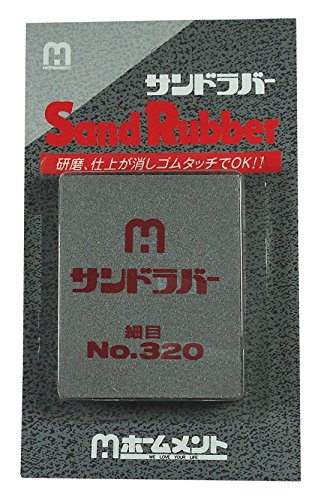 HOMEMENT
サンドラバー
Sand Rubber
研磨、仕上が消しゴムタッチでOK!!
サンドラバー
細目
No.320
ホームメント
WE LOVE YOUR LIFE